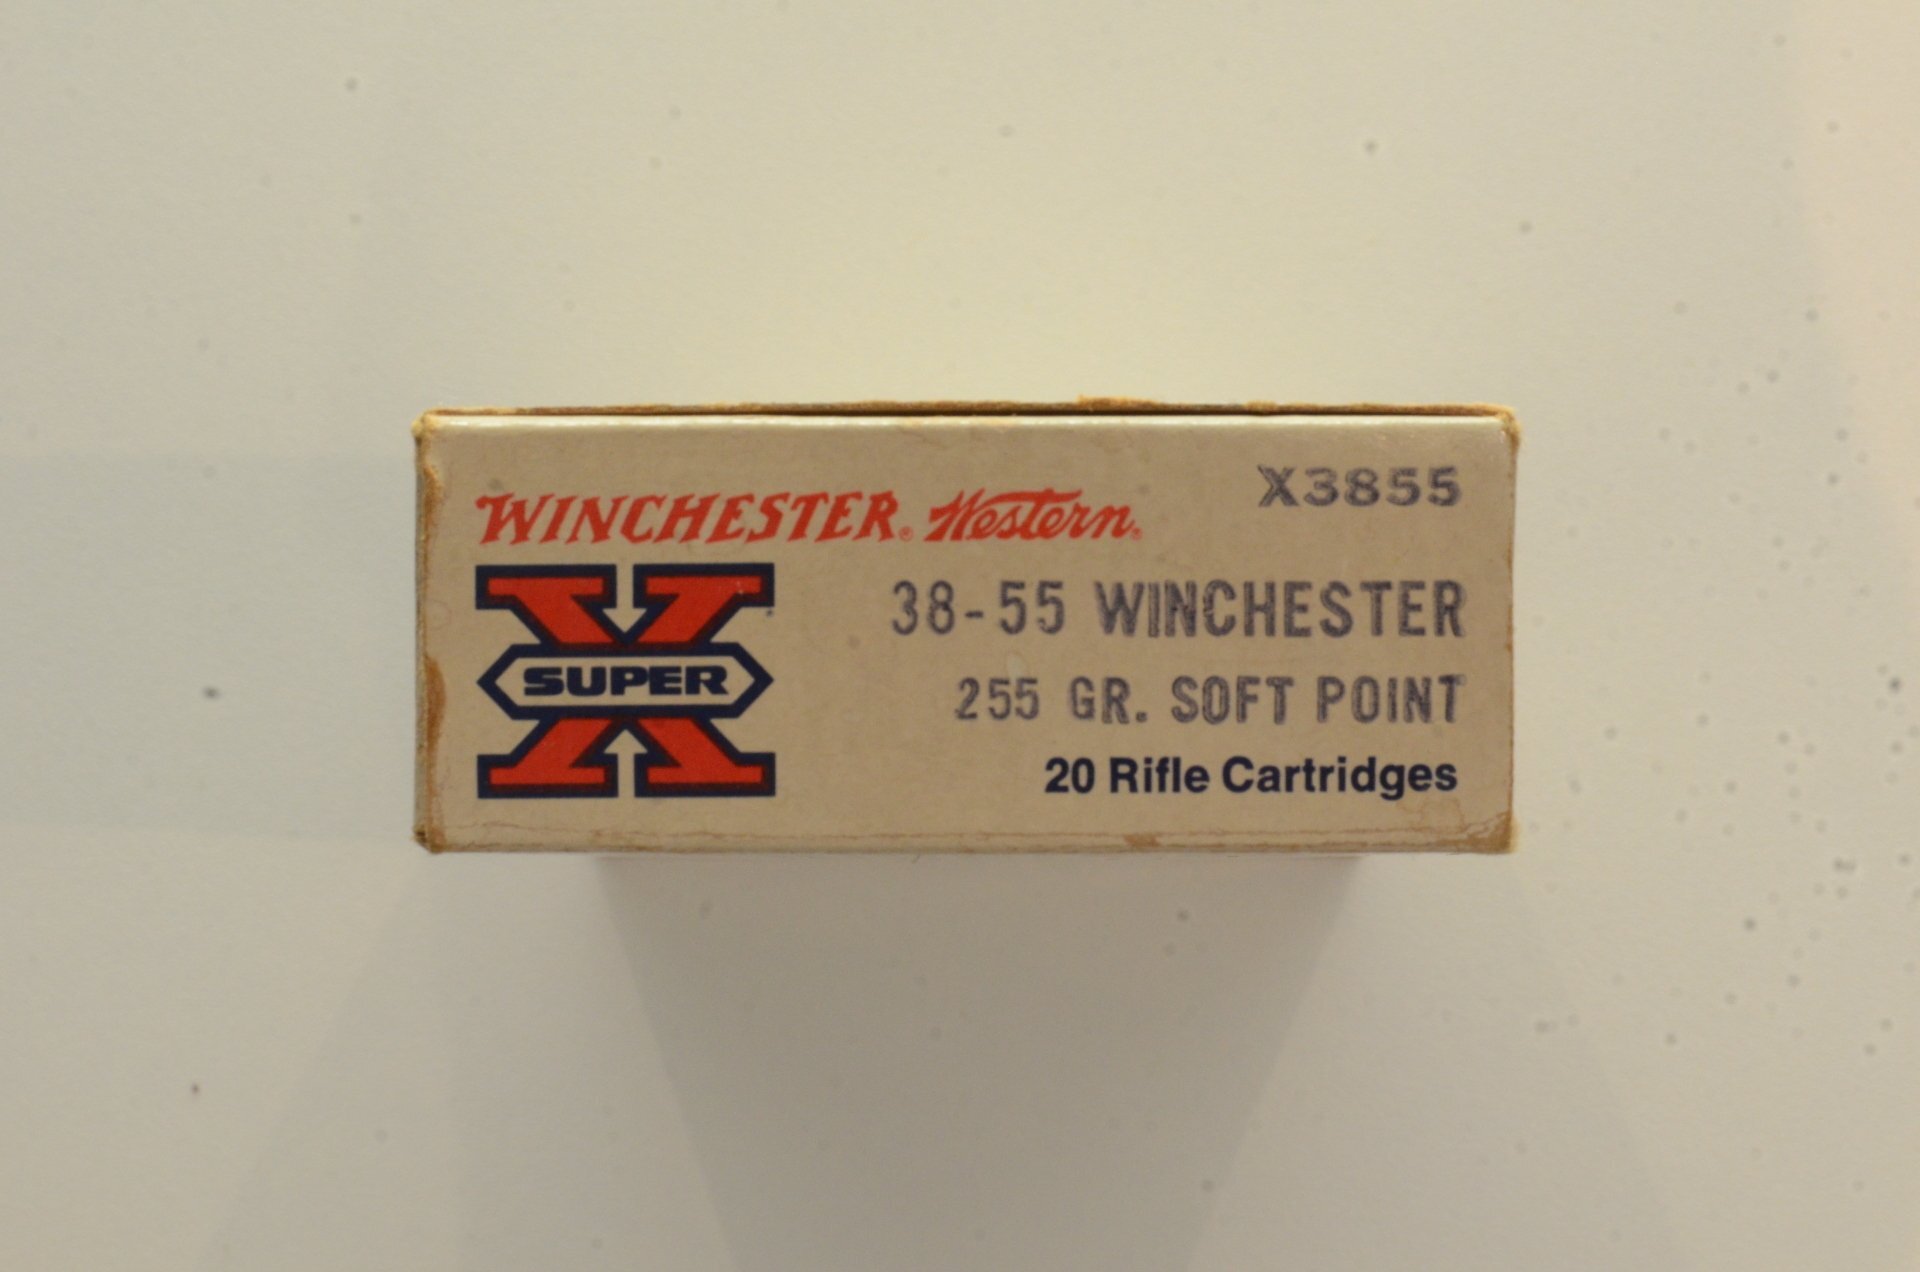 X3855
WINCHESTER® Western®
SUPER X
38-55 WINCHESTER
255 GR. SOFT POINT
20 Rifle Cartridges